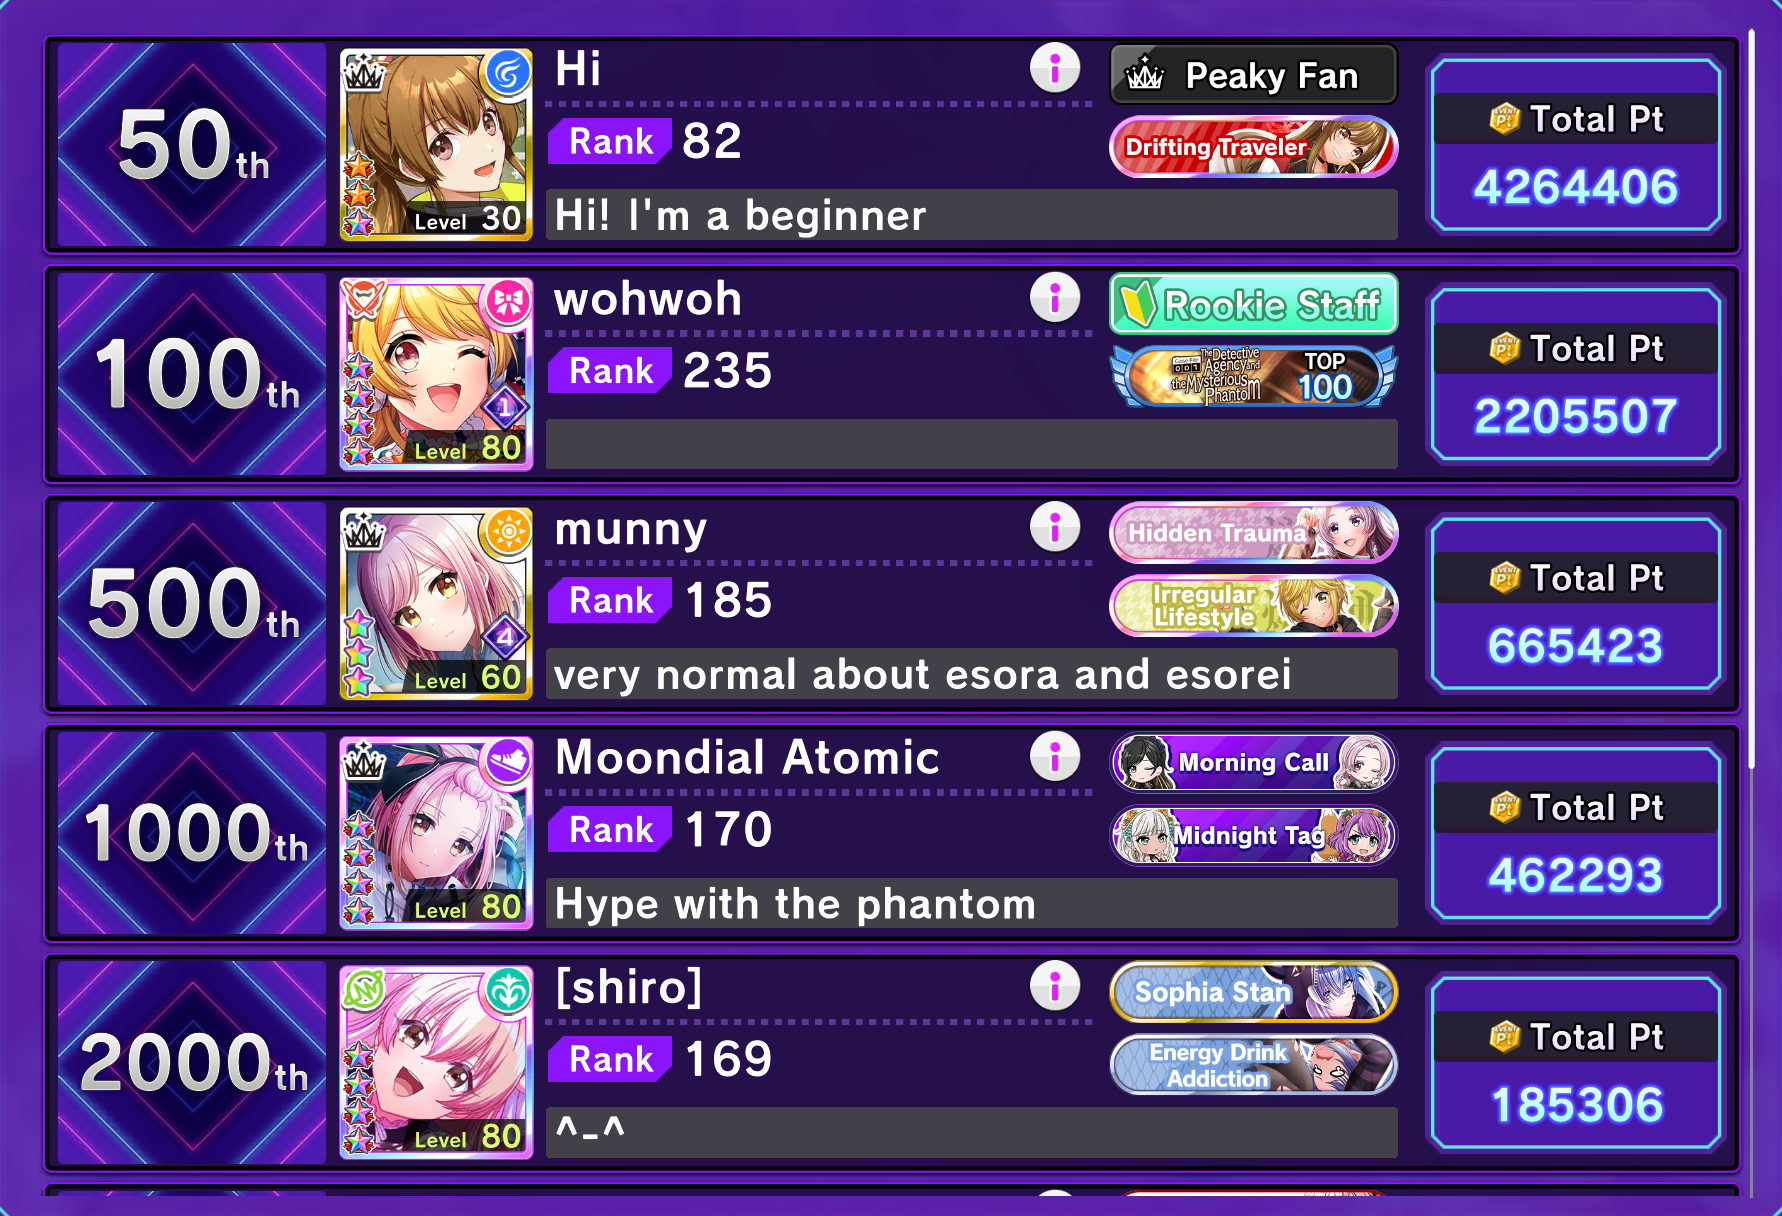 50th
Level 30
Hi
Rank 82
Hi! I'm a beginner
Peaky Fan
Drifting Traveler
Total Pt
4264406
100th
1
Level 80
wohwoh
Rank 235
Rookie Staff
The Detective
Agency and
the Mysterious
Phantom
TOP
100
Total Pt
2205507
500th
4
Level 60
munny
Rank 185
very normal about esora and esorei
Hidden Trauma
Irregular
Lifestyle
Total Pt
665423
1000th
Level 80
Moondial Atomic
Rank 170
Hype with the phantom
Morning Call
Midnight Tag
Total Pt
462293
2000th
Level 80
[shiro]
Rank 169
^-^
Sophia Stan
Energy Drink
Addiction
Total Pt
185306